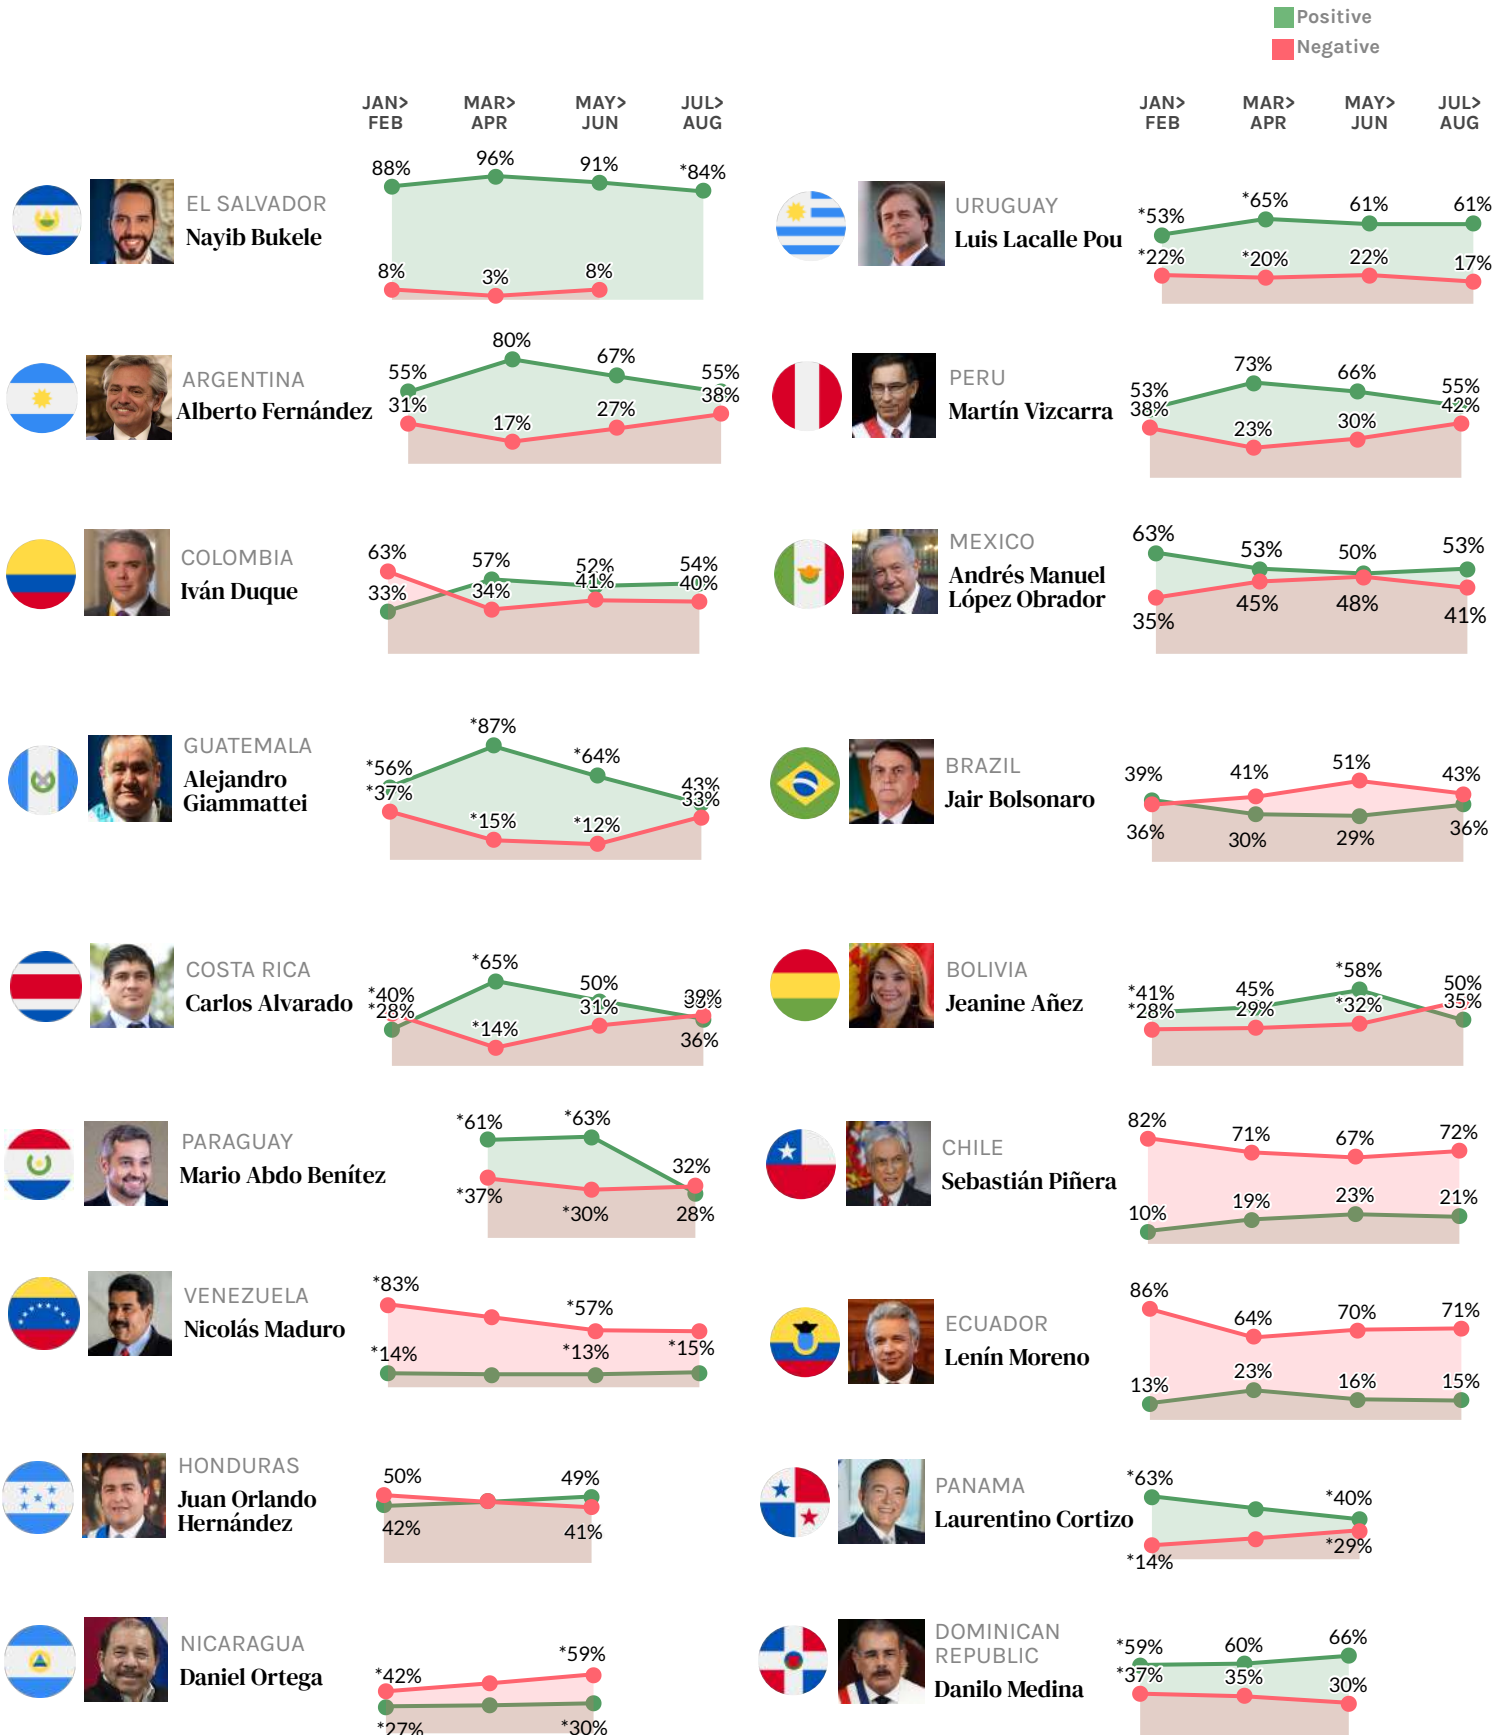 Positive
Negative
JAN> MAR> MAY> JUL>
FEB APR JUN AUG
JAN> MAR> MAY> JUL>
FEB APR JUN AUG
EL SALVADOR
Nayib Bukele
88% 96% 91% *84%
8% 3% 8%
URUGUAY
Luis Lacalle Pou
*53% *65% 61% 61%
*22% *20% 22% 17%
ARGENTINA
Alberto Fernández
55% 80% 67% 55%
31% 17% 27% 38%
PERU
Martín Vizcarra
53% 73% 66% 55%
38% 23% 30% 42%
COLOMBIA
Iván Duque
63% 57% 52% 54%
33% 34% 41% 40%
MEXICO
Andrés Manuel
López Obrador
63% 53% 50% 53%
35% 45% 48% 41%
GUATEMALA
Alejandro
Giammattei
*56% *87% *64% 43%
*37% *15% *12% 33%
BRAZIL
Jair Bolsonaro
39% 41% 51% 43%
36% 30% 29% 36%
COSTA RICA
Carlos Alvarado
*40% *65% 50%
*28% *14% 31% 36%
BOLIVIA
Jeanine Añez
*41% 45% *58% 50%
*28% 29% *32% 35%
PARAGUAY
Mario Abdo Benítez
*61% *63% 32%
*37% *30% 28%
CHILE
Sebastián Piñera
82% 71% 67% 72%
10% 19% 23% 21%
VENEZUELA
Nicolás Maduro
*83% *57%
*14% *13% *15%
ECUADOR
Lenín Moreno
86% 64% 70% 71%
13% 23% 16% 15%
HONDURAS
Juan Orlando
Hernández
50% 49%
42% 41%
PANAMA
Laurentino Cortizo
*63% *40%
*14% *29%
NICARAGUA
Daniel Ortega
*42% *59%
*27% *30%
DOMINICAN
REPUBLIC
Danilo Medina
*59% 60% 66%
*37% 35% 30%